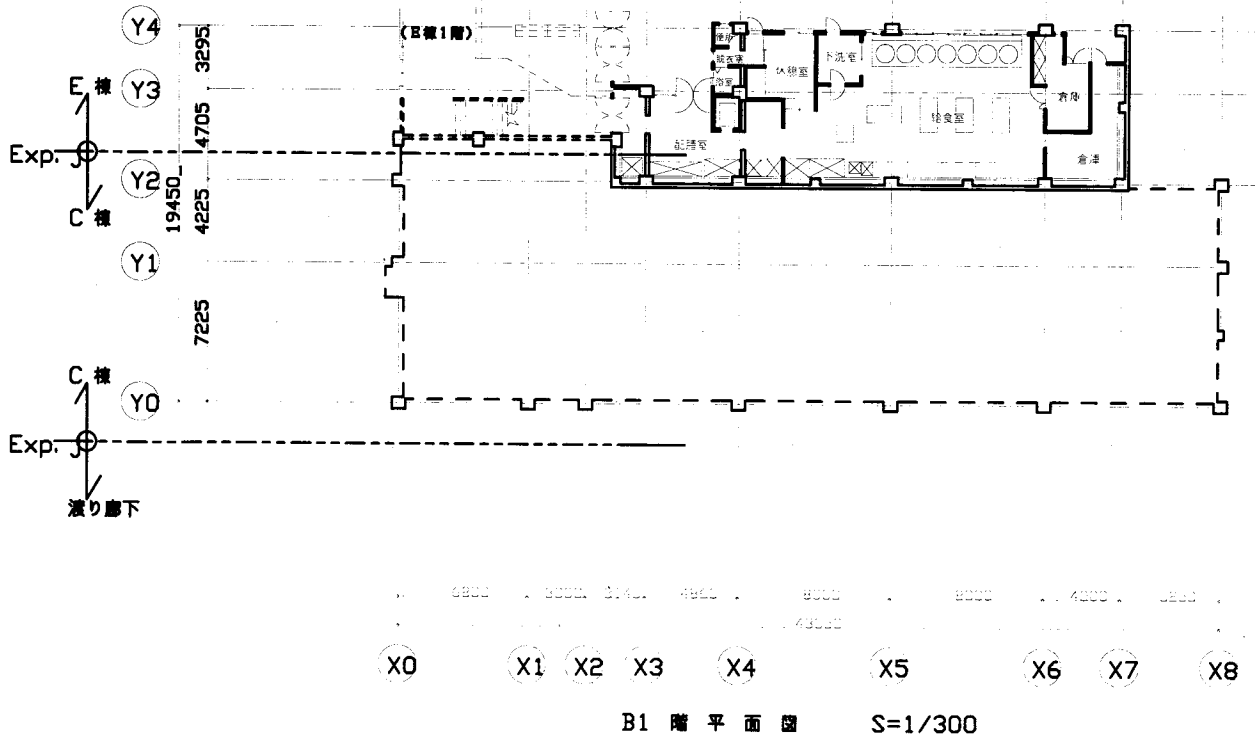 Y4
(E棟1階)
3295
便所
脱衣室
浴室
休憩室
下洗室
Y3
E 棟
倉庫
4705
給食室
配膳室
Exp. J
倉庫
Y2
19450
4225
C 棟
Y1
7225
C 棟
Y0
Exp. J
渡り廊下
8000
X0
X1
X2
X3
X4
X5
X6
X7
X8
B1 階 平 面 図
S=1/300